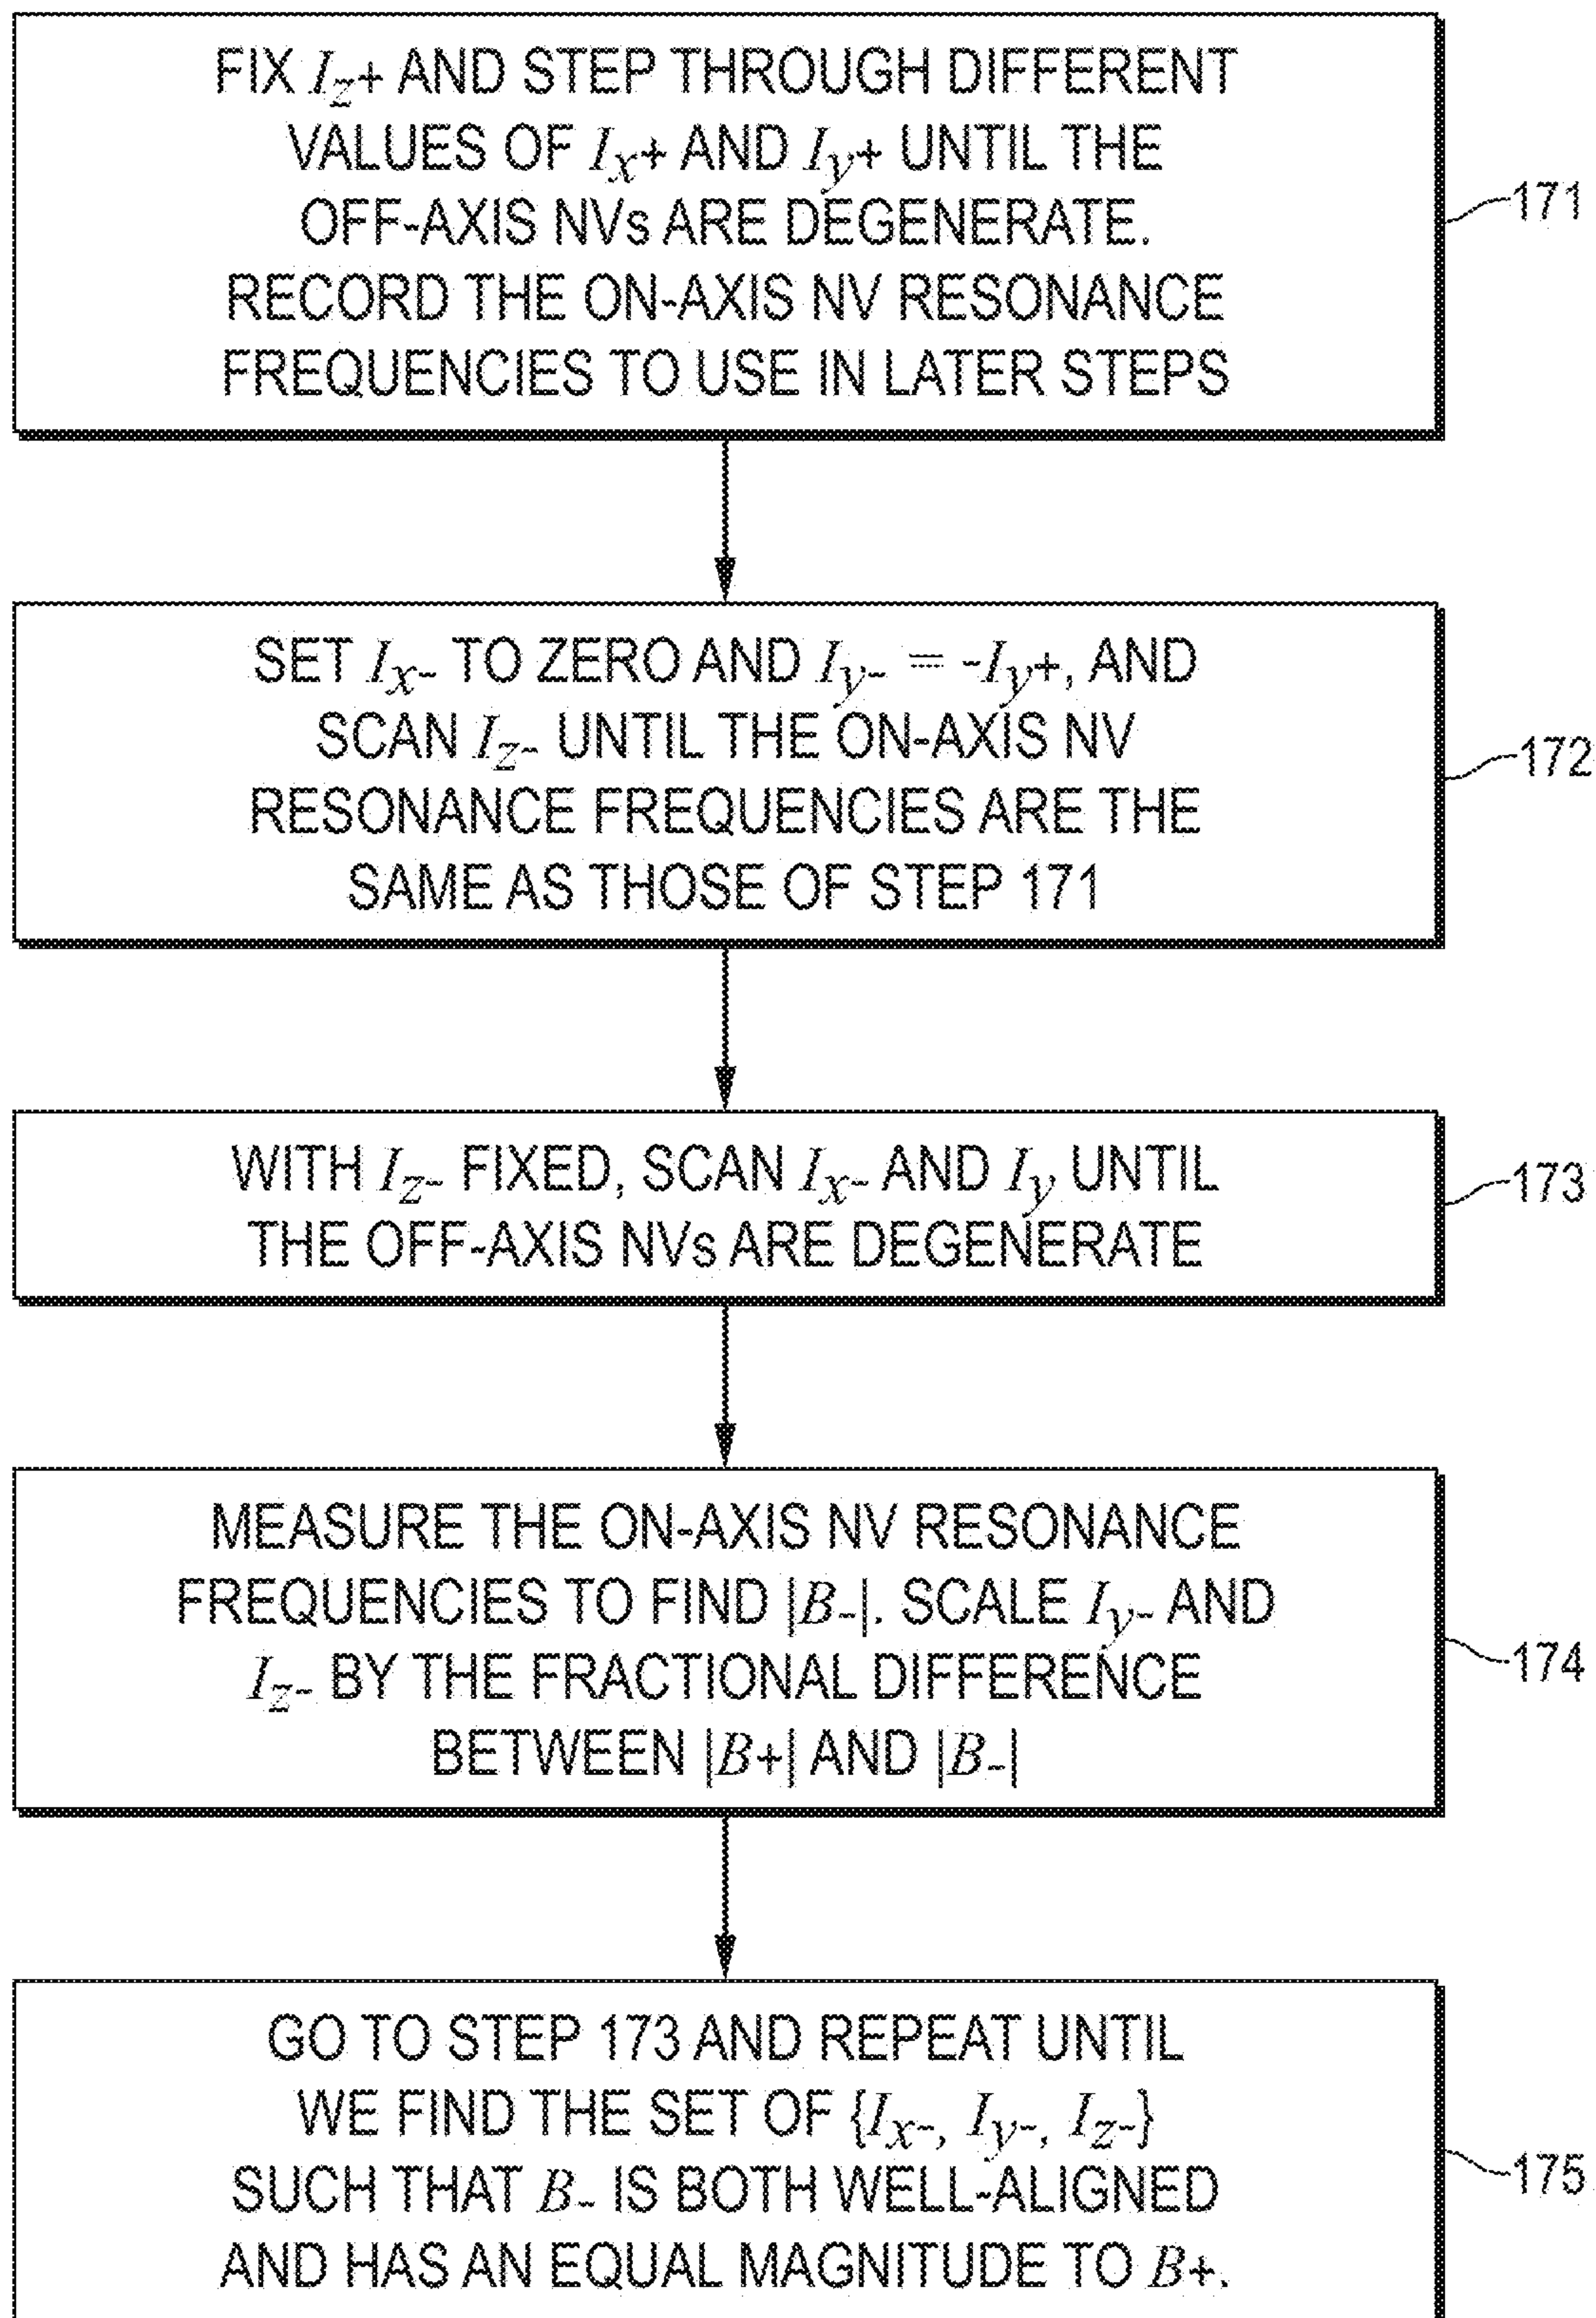 FIX Iz+ AND STEP THROUGH DIFFERENT
VALUES OF Ix+ AND Iy+ UNTIL THE
OFF-AXIS NVs ARE DEGENERATE.
RECORD THE ON-AXIS NV RESONANCE
FREQUENCIES TO USE IN LATER STEPS
171
SET Ix- TO ZERO AND Iy- = -Iy+, AND
SCAN Iz- UNTIL THE ON-AXIS NV
RESONANCE FREQUENCIES ARE THE
SAME AS THOSE OF STEP 171
172
WITH Iz- FIXED, SCAN Ix- AND Iy UNTIL
THE OFF-AXIS NVs ARE DEGENERATE
173
MEASURE THE ON-AXIS NV RESONANCE
FREQUENCIES TO FIND |B-|. SCALE Iy- AND
Iz- BY THE FRACTIONAL DIFFERENCE
BETWEEN |B+| AND |B-|
174
GO TO STEP 173 AND REPEAT UNTIL
WE FIND THE SET OF {Ix-, Iy-, Iz-}
SUCH THAT B- IS BOTH WELL-ALIGNED
AND HAS AN EQUAL MAGNITUDE TO B+.
175